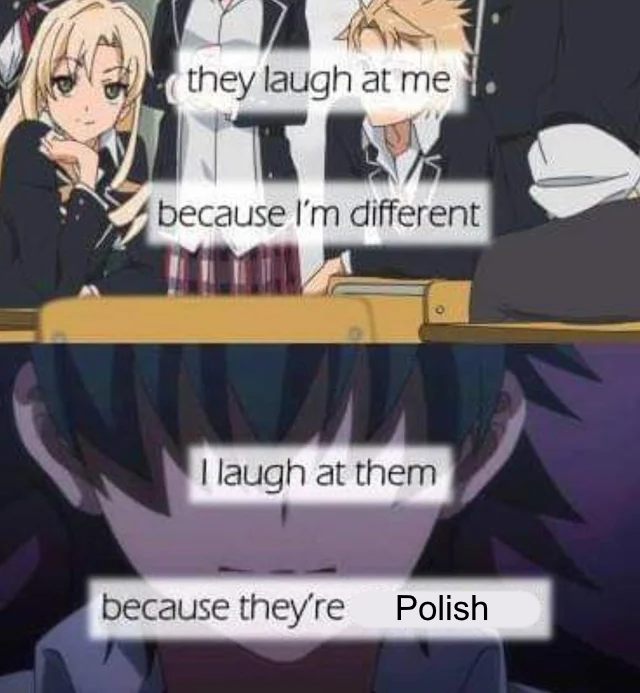 they laugh at me
because I'm different
I laugh at them
because they're Polish